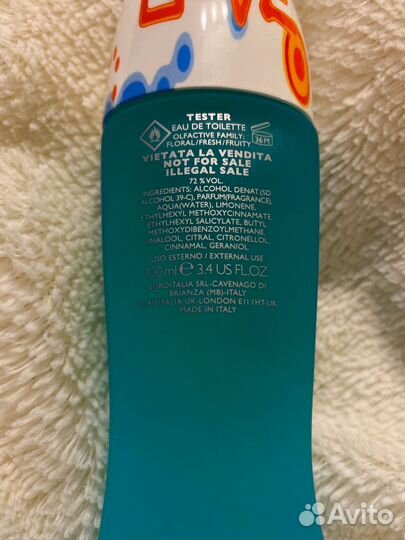 TESTER
EAU DE TOILETTE
OLFACTIVE FAMILY:
FLORAL/FRESH/FRUITY
36M
VIETATA LA VENDITA
NOT FOR SALE
ILLEGAL SALE
72 % VOL.
INGREDIENTS: ALCOHOL DENAT.(SD
ALCOHOL 39-C), PARFUM(FRAGRANCE),
AQUA(WATER), LIMONENE,
ETHYLHEXYL METHOXYCINNAMATE,
ETHYLHEXYL SALICYLATE, BUTYL
METHOXYDIBENZOYLMETHANE,
LINALOOL, CITRAL, CITRONELLOL,
CINNAMAL, GERANIOL.
USO ESTERNO / EXTERNAL USE
100ml ℮ 3.4 US FL.OZ.
EUROITALIA SRL-CAVENAGO DI
BRIANZA (MB)-ITALY
EUROITALIA UK-LONDON E11 1HT-UK
MADE IN ITALY
Avito